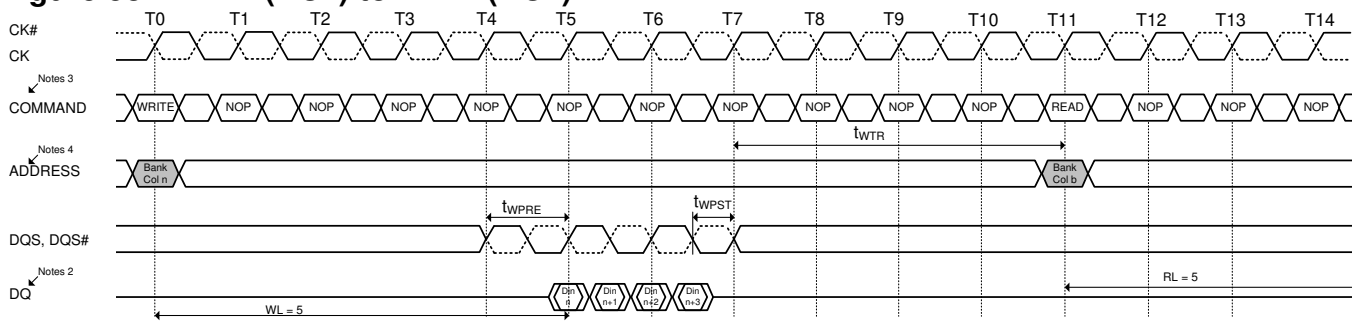 T0 T1 T2 T3 T4 T5 T6 T7 T8 T9 T10 T11 T12 T13 T14
CK#
CK
Notes 3
COMMAND WRITE NOP NOP NOP NOP NOP NOP NOP NOP NOP NOP READ NOP NOP NOP
tWTR
Notes 4
ADDRESS Bank Col n Bank Col b
tWPRE tWPST
DQS, DQS#
Notes 2
DQ Din n Din n+1 Din n+2 Din n+3
RL = 5
WL = 5